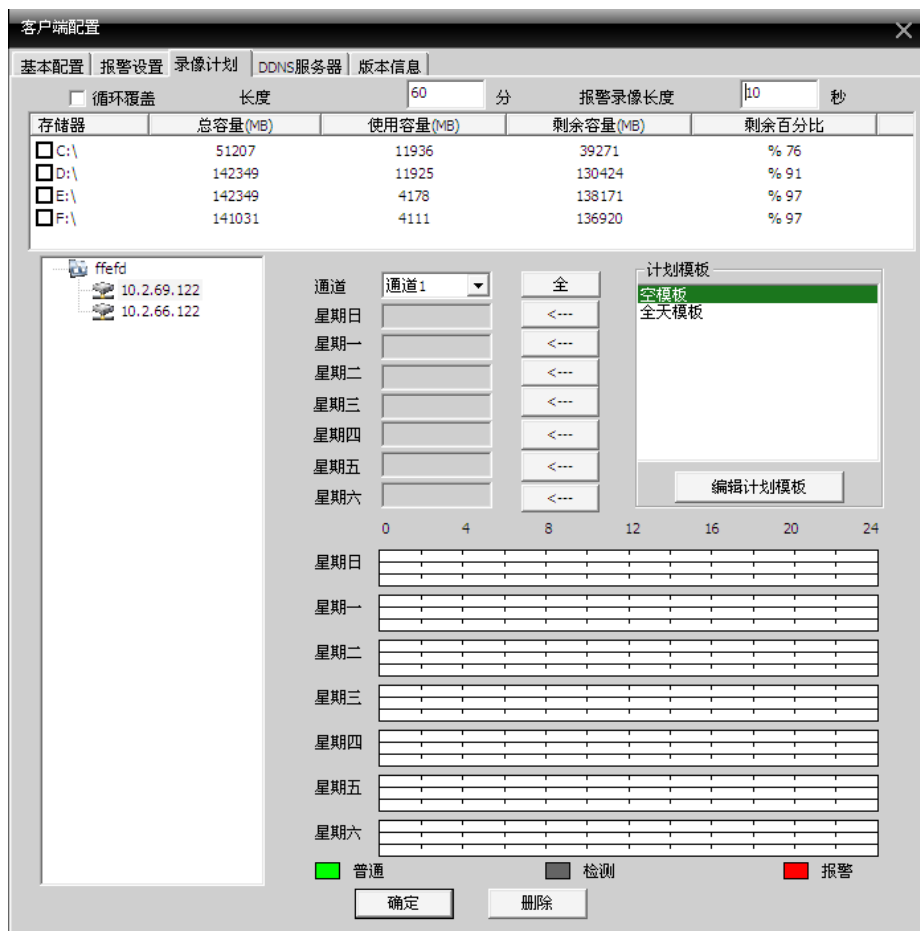 客户端配置
基本配置 报警设置 录像计划 DDNS服务器 版本信息
循环覆盖 长度 60 分 报警录像长度 10 秒
存储器 总容量(MB) 使用容量(MB) 剩余容量(MB) 剩余百分比
C:\ 51207 11936 39271 % 76
D:\ 142349 11925 130424 % 91
E:\ 142349 4178 138171 % 97
F:\ 141031 4111 136920 % 97
ffefd
10.2.69.122
10.2.66.122
通道 通道1 全
星期日 <---
星期一 <---
星期二 <---
星期三 <---
星期四 <---
星期五 <---
星期六 <---
计划模板
空模板
全天模板
编辑计划模板
0 4 8 12 16 20 24
星期日
星期一
星期二
星期三
星期四
星期五
星期六
普通 检测 报警
确定 删除